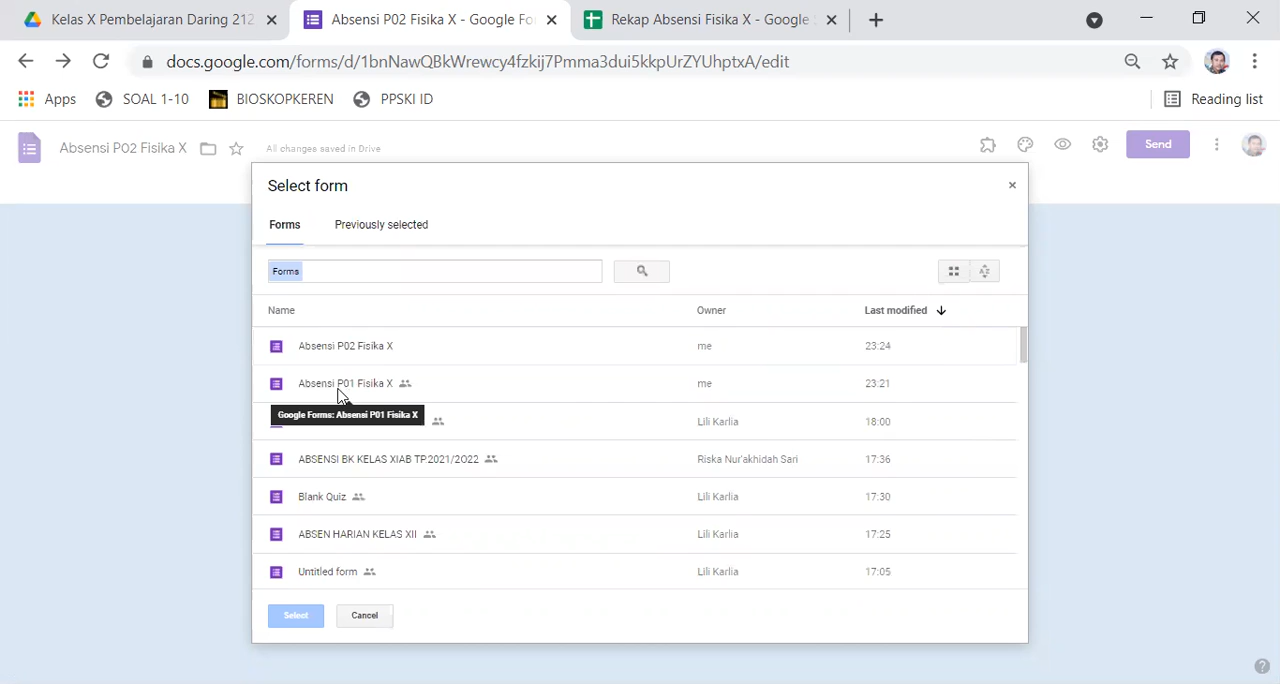 Kelas X Pembelajaran Daring 212
Absensi P02 Fisika X - Google Fo
Rekap Absensi Fisika X - Google S
docs.google.com/forms/d/1bnNawQBkWrewcy4fzkij7Pmma3dui5kkpUrZYUhptxA/edit
Apps
SOAL 1-10
BIOSKOPKEREN
PPSKI ID
Reading list
Absensi P02 Fisika X
All changes saved in Drive
Send
Select form
Forms
Previously selected
Forms
Name
Owner
Last modified
Absensi P02 Fisika X
me
23:24
Absensi P01 Fisika X
me
23:21
Google Forms: Absensi P01 Fisika X
Lili Karlia
18:00
ABSENSI BK KELAS XIAB TP.2021/2022
Riska Nur'akhidah Sari
17:36
Blank Quiz
Lili Karlia
17:30
ABSEN HARIAN KELAS XII
Lili Karlia
17:25
Untitled form
Lili Karlia
17:05
Select
Cancel